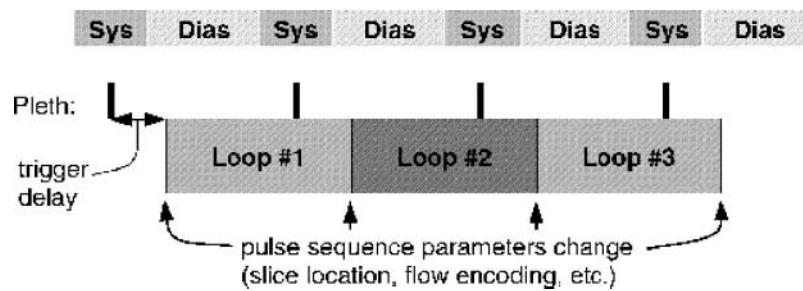 Sys Dias Sys Dias Sys Dias Sys Dias
Pleth:
trigger
delay
Loop #1 Loop #2 Loop #3
pulse sequence parameters change
(slice location, flow encoding, etc.)